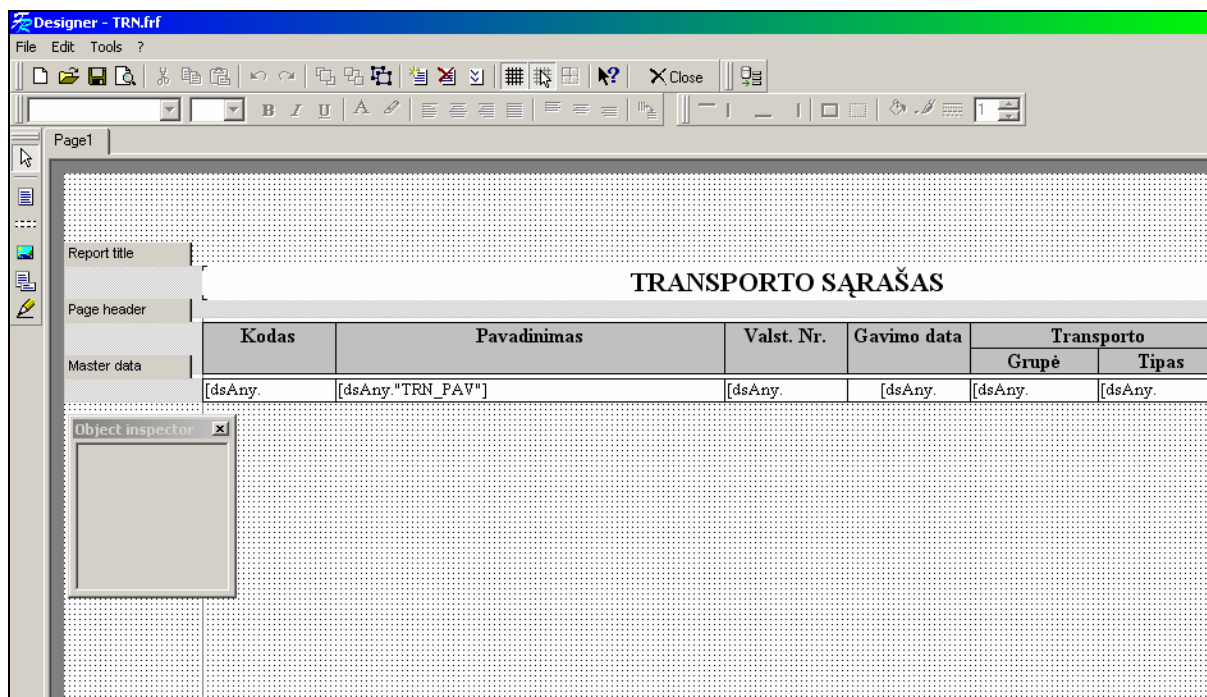 Designer - TRN.frf
File Edit Tools ?
Close
B I U A 1
Page1
Report title
TRANSPORTO SĄRAŠAS
Page header
Kodas Pavadinimas Valst. Nr. Gavimo data Transporto
Grupė Tipas
Master data
[dsAny. [dsAny."TRN_PAV"] [dsAny. [dsAny. [dsAny. [dsAny.
Object inspector